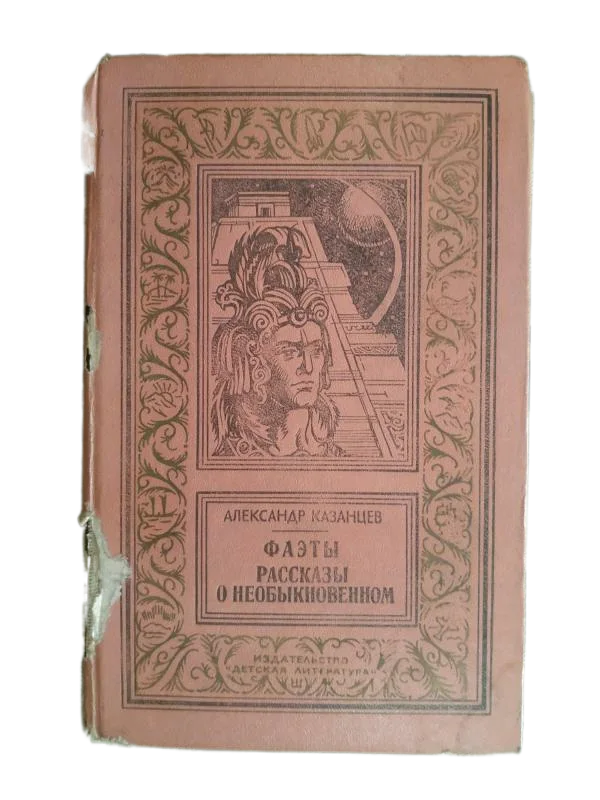 АЛЕКСАНДР КАЗАНЦЕВ
ФАЭТЫ
РАССКАЗЫ
О НЕОБЫКНОВЕННОМ
ИЗДАТЕЛЬСТВО
"ДЕТСКАЯ ЛИТЕРАТУРА"